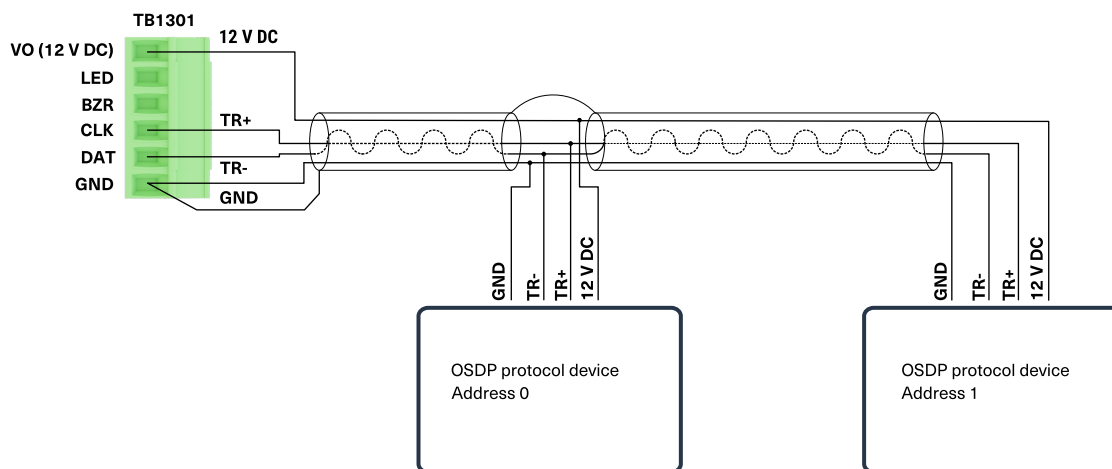 TB1301
VO (12 V DC)
12 V DC
LED
BZR
CLK
TR+
DAT
TR-
GND
GND
GND
TR-
TR+
12 V DC
GND
TR-
TR+
12 V DC
OSDP protocol device
Address 0
OSDP protocol device
Address 1